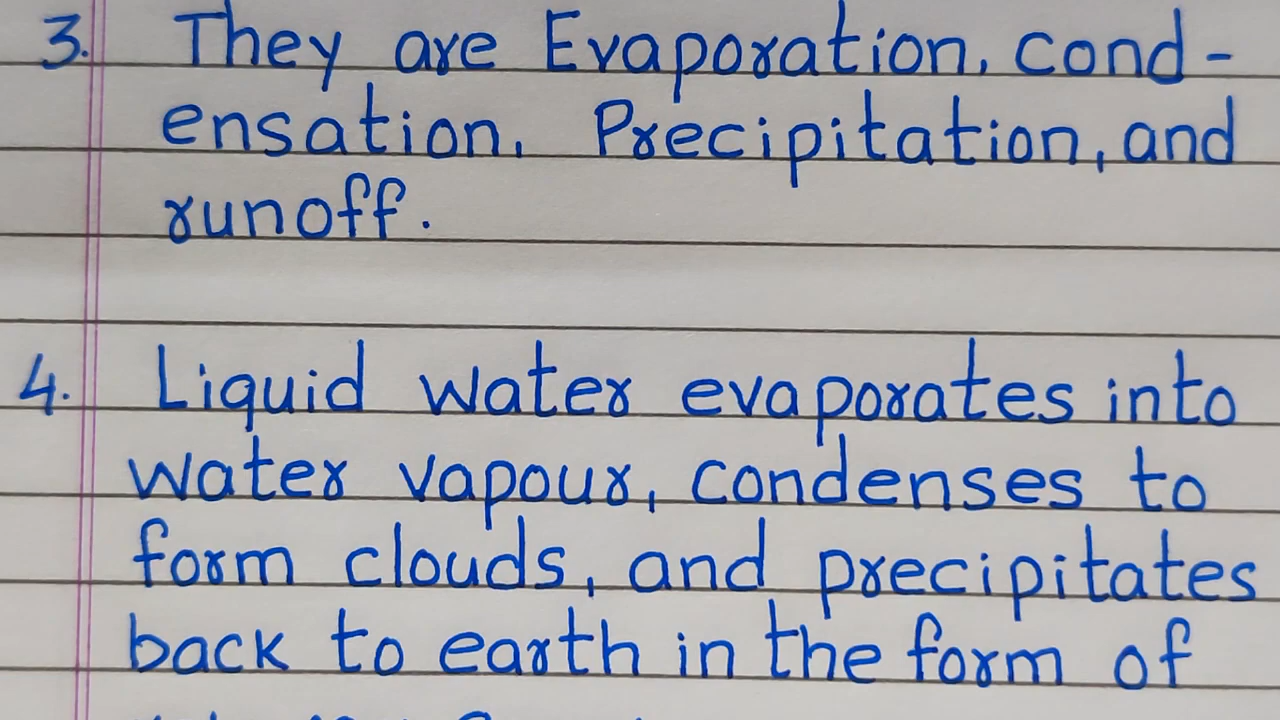 3. They are Evaporation, cond-
ensation, Precipitation, and
runoff.
4. Liquid water evaporates into
water vapour, condenses to
form clouds, and precipitates
back to earth in the form of